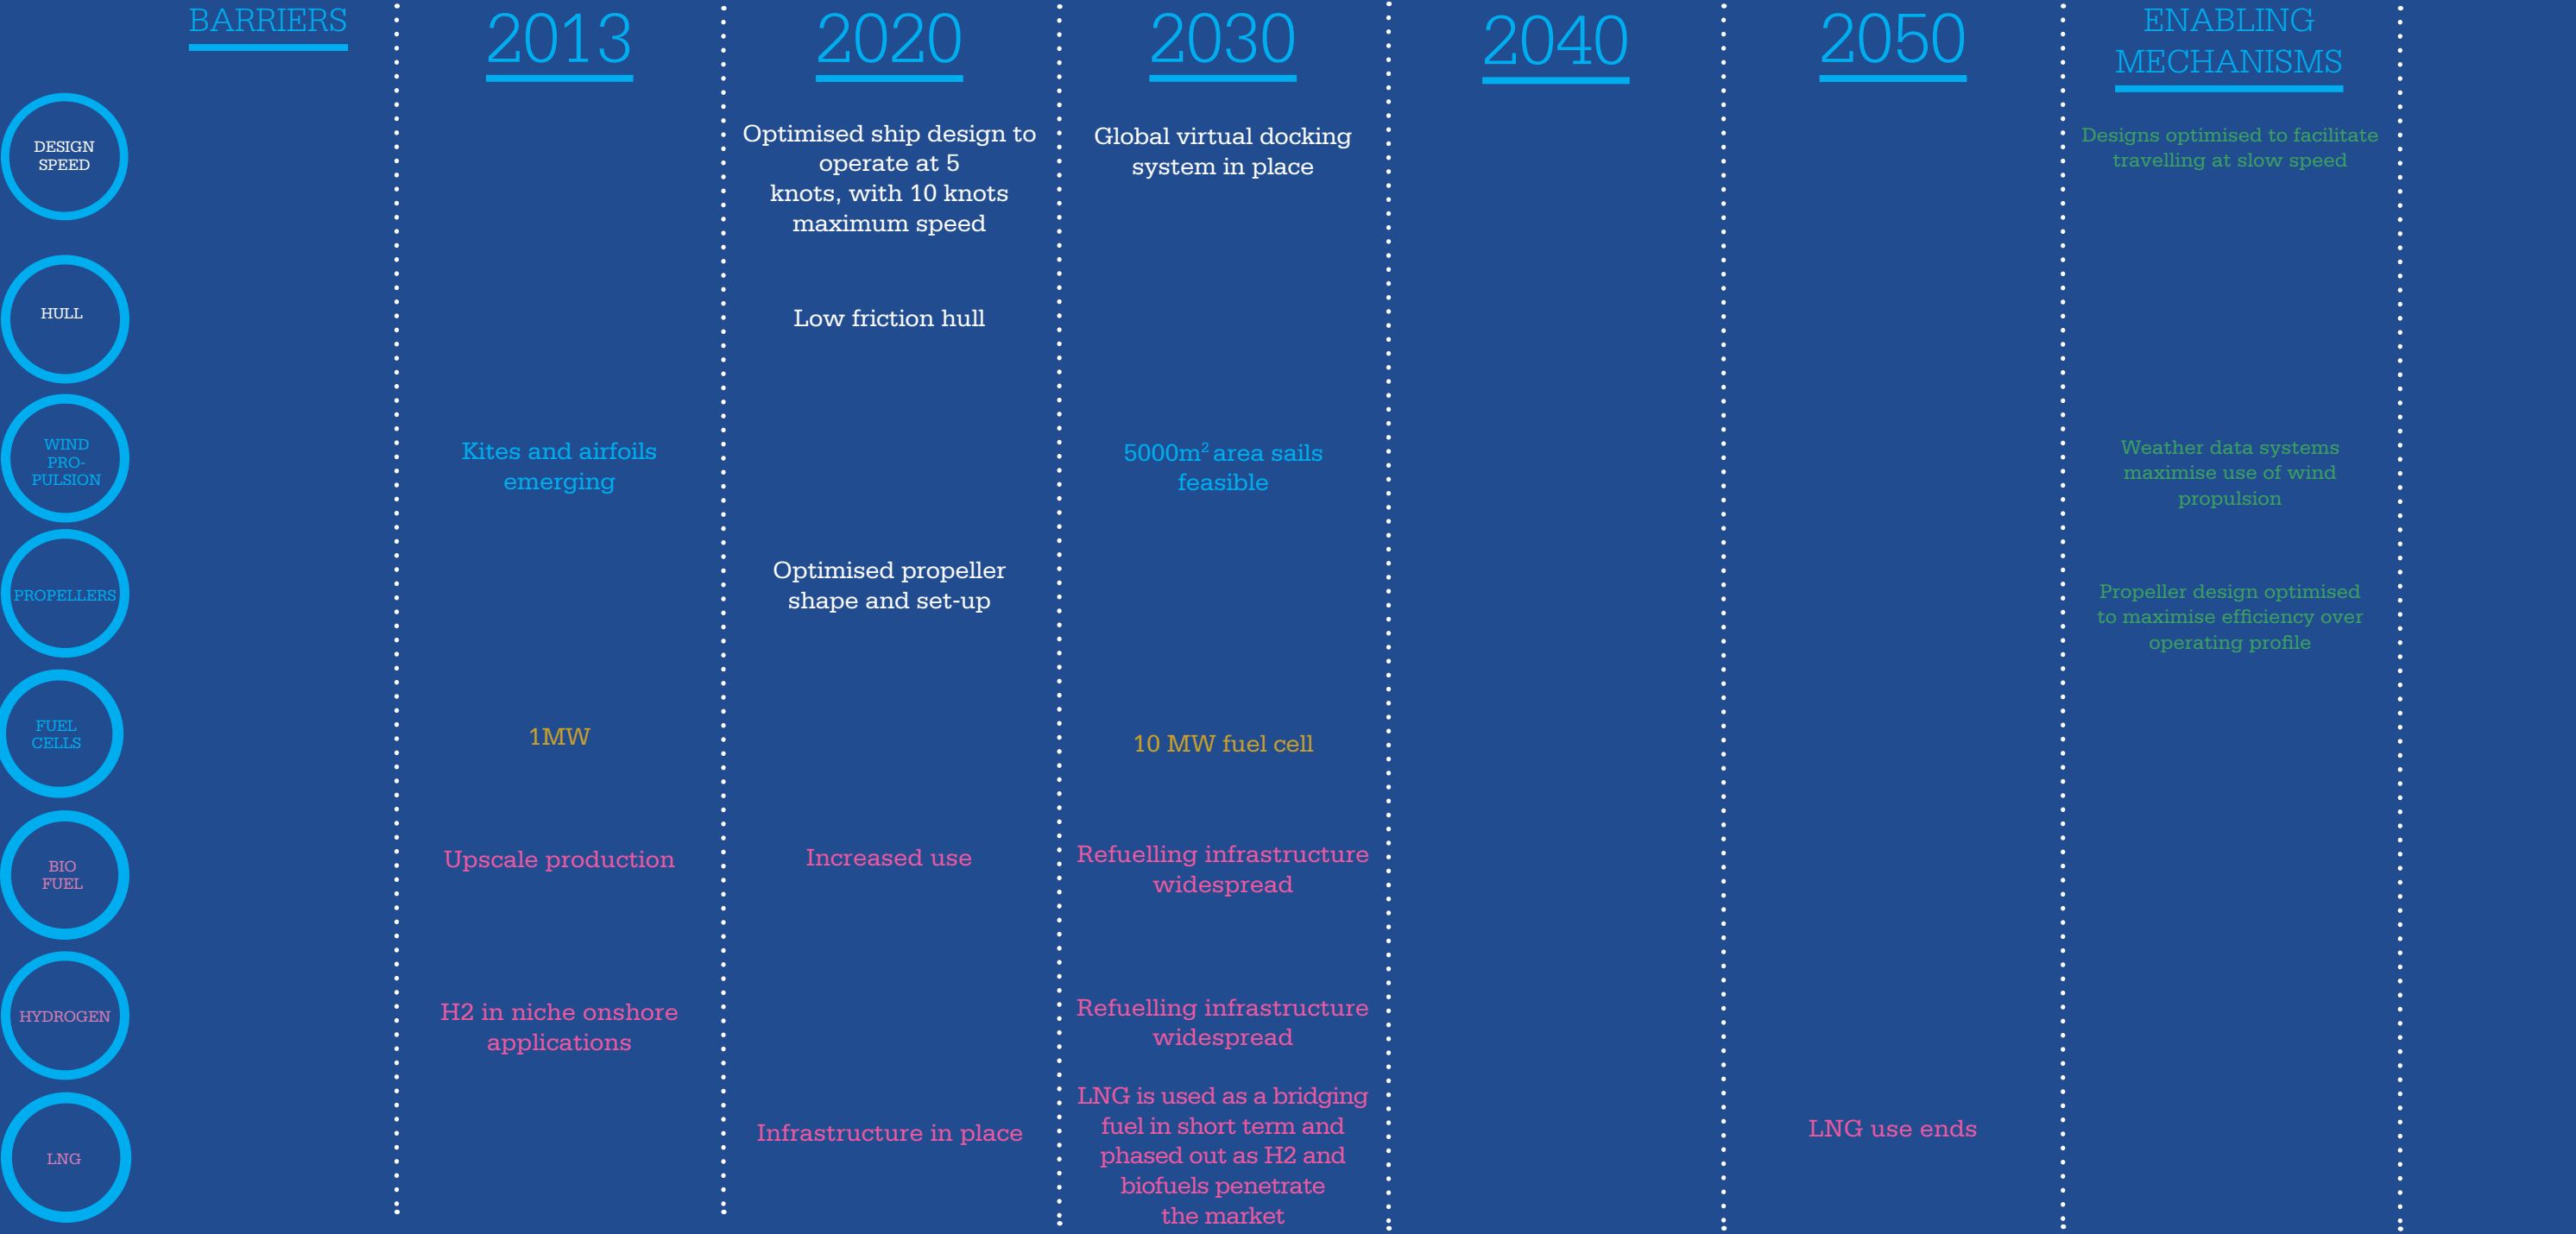 BARRIERS
2013
2020
2030
2040
2050
ENABLING
MECHANISMS
DESIGN
SPEED
Optimised ship design to
operate at 5
knots, with 10 knots
maximum speed
Global virtual docking
system in place
Designs optimised to facilitate
travelling at slow speed
HULL
Low friction hull
WIND
PRO-
PULSION
Kites and airfoils
emerging
5000m² area sails
feasible
Weather data systems
maximise use of wind
propulsion
PROPELLERS
Optimised propeller
shape and set-up
Propeller design optimised
to maximise efficiency over
operating profile
FUEL
CELLS
1MW
10 MW fuel cell
BIO
FUEL
Upscale production
Increased use
Refuelling infrastructure
widespread
HYDROGEN
H2 in niche onshore
applications
Refuelling infrastructure
widespread
LNG
Infrastructure in place
LNG is used as a bridging
fuel in short term and
phased out as H2 and
biofuels penetrate
the market
LNG use ends